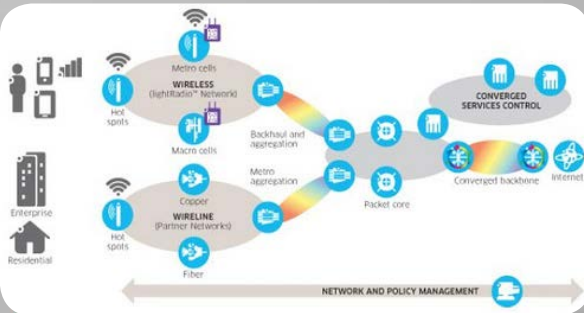 Metro cells
WIRELESS
(lightRadio™ Network)
Hot
spots
Macro cells
Backhaul and
aggregation
CONVERGED
SERVICES CONTROL
Metro
aggregation
Converged backbone
Internet
Copper
Packet core
Enterprise
WIRELINE
(Partner Networks)
Hot
spots
Residential
Fiber
NETWORK AND POLICY MANAGEMENT